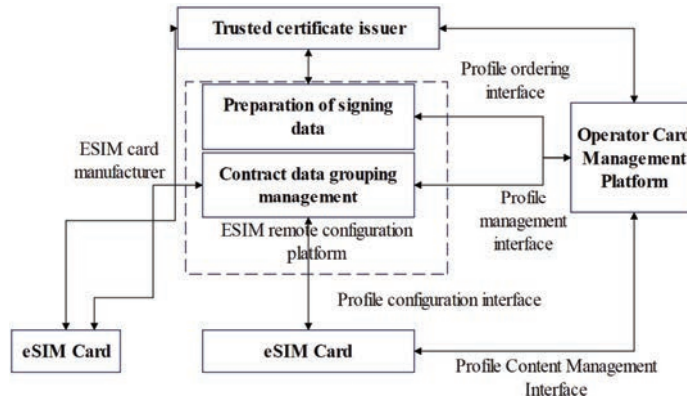 Trusted certificate issuer
Profile ordering
interface
Preparation of signing
data
ESIM card
manufacturer
Operator Card
Management
Platform
Contract data grouping
management
Profile
management
interface
ESIM remote configuration
platform
Profile configuration interface
eSIM Card
eSIM Card
Profile Content Management
Interface